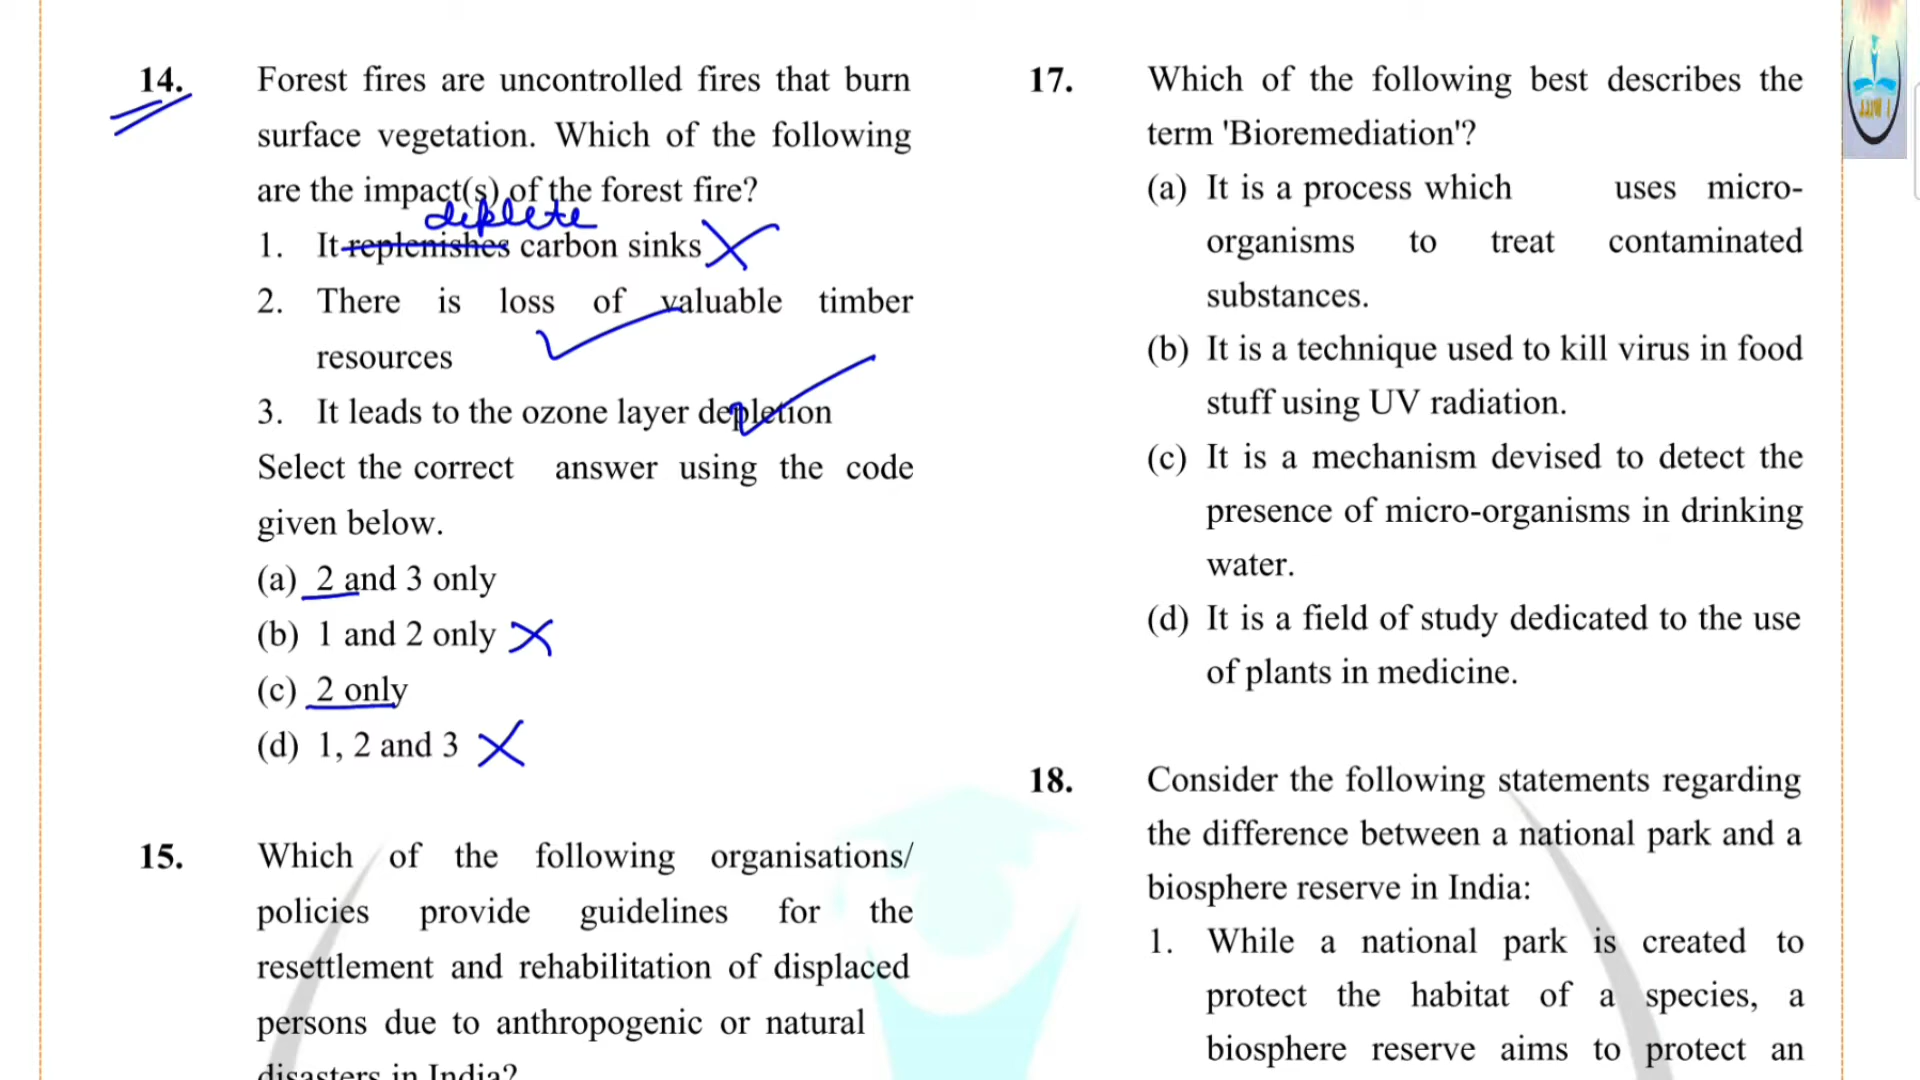 14. Forest fires are uncontrolled fires that burn
surface vegetation. Which of the following
are the impact(s) of the forest fire?
deplete
1. It replenishes carbon sinks
2. There is loss of valuable timber
resources
3. It leads to the ozone layer depletion
Select the correct answer using the code
given below.
(a) 2 and 3 only
(b) 1 and 2 only
(c) 2 only
(d) 1, 2 and 3
15. Which of the following organisations/
policies provide guidelines for the
resettlement and rehabilitation of displaced
persons due to anthropogenic or natural
disasters in India?
17. Which of the following best describes the
term 'Bioremediation'?
(a) It is a process which uses micro-
organisms to treat contaminated
substances.
(b) It is a technique used to kill virus in food
stuff using UV radiation.
(c) It is a mechanism devised to detect the
presence of micro-organisms in drinking
water.
(d) It is a field of study dedicated to the use
of plants in medicine.
18. Consider the following statements regarding
the difference between a national park and a
biosphere reserve in India:
1. While a national park is created to
protect the habitat of a species, a
biosphere reserve aims to protect an